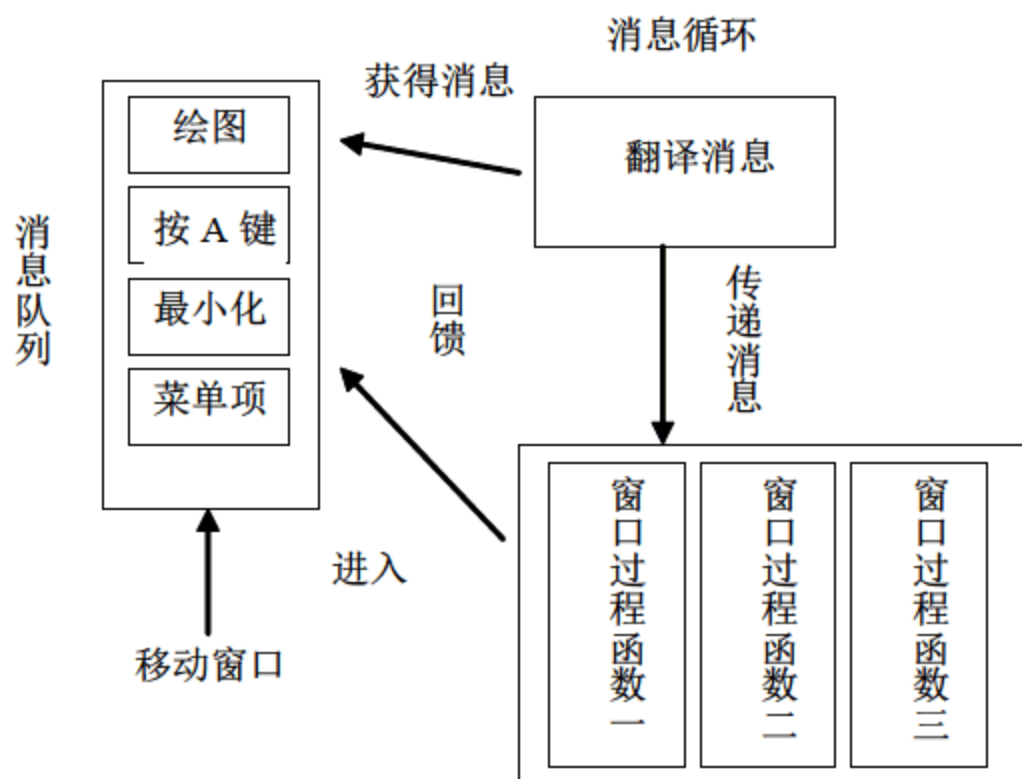 消息循环
获得消息
绘图
翻译消息
按 A 键
消息队列
最小化
回馈
传递消息
菜单项
进入
移动窗口
窗口过程函数一
窗口过程函数二
窗口过程函数三